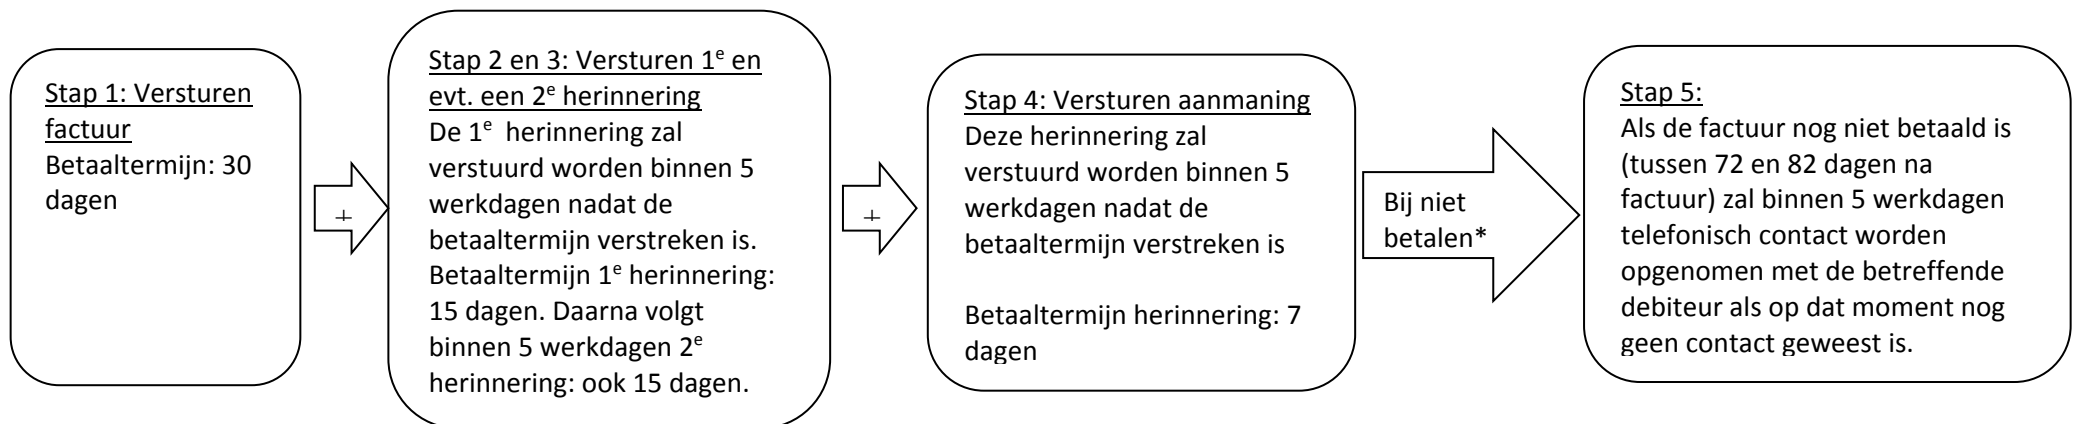 Stap 1: Versturen
factuur
Betaaltermijn: 30
dagen
+
Stap 2 en 3: Versturen 1e en
evt. een 2e herinnering
De 1e herinnering zal
verstuurd worden binnen 5
werkdagen nadat de
betaaltermijn verstreken is.
Betaaltermijn 1e herinnering:
15 dagen. Daarna volgt
binnen 5 werkdagen 2e
herinnering: ook 15 dagen.
+
Stap 4: Versturen aanmaning
Deze herinnering zal
verstuurd worden binnen 5
werkdagen nadat de
betaaltermijn verstreken is
Betaaltermijn herinnering: 7
dagen
Bij niet
betalen*
Stap 5:
Als de factuur nog niet betaald is
(tussen 72 en 82 dagen na
factuur) zal binnen 5 werkdagen
telefonisch contact worden
opgenomen met de betreffende
debiteur als op dat moment nog
geen contact geweest is.